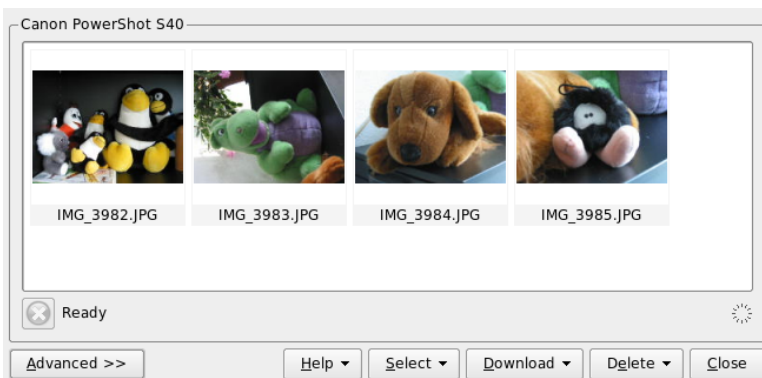 Canon PowerShot S40
IMG_3982.JPG IMG_3983.JPG IMG_3984.JPG IMG_3985.JPG
Ready
Advanced >> Help Select Download Delete Close